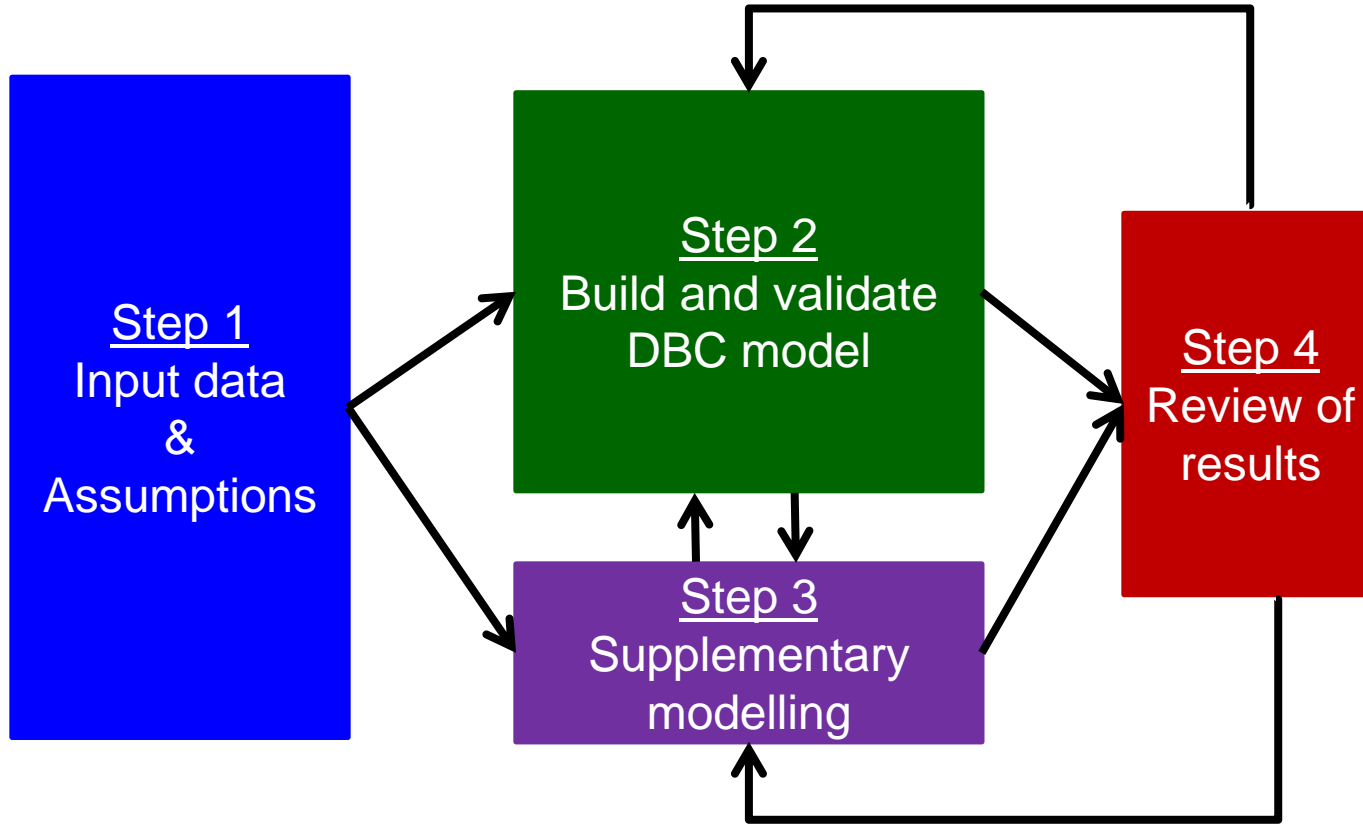 Step 1
Input data
&
Assumptions
Step 2
Build and validate
DBC model
Step 3
Supplementary
modelling
Step 4
Review of
results